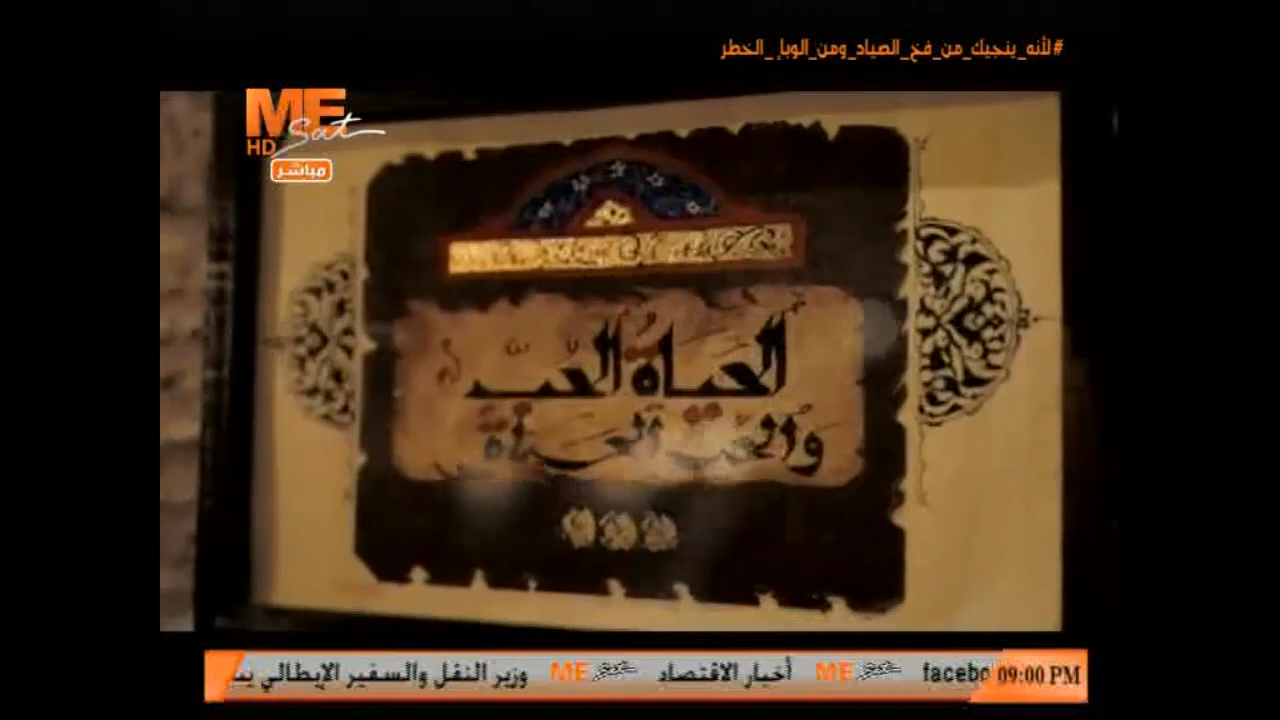 #لأنه_ينجيك_من_فخ_الصياد_ومن_الوبإ_الخطر
ME Sat
HD
مباشر
الحياة الحب
والحب الحياة
وزير النقل والسفير الإيطالي ME أخبار الاقتصاد ME facebo 09:00 PM